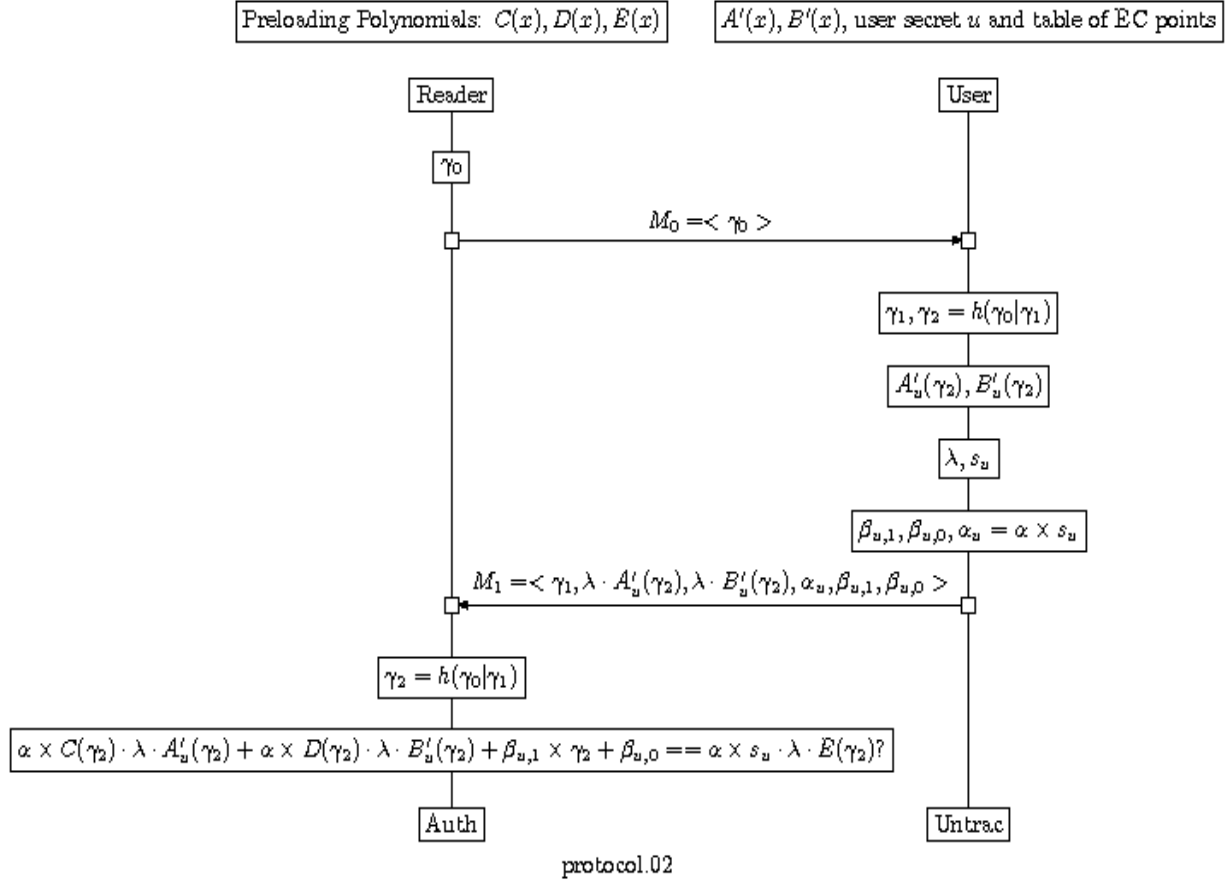 Preloading Polynomials: C(x), D(x), E(x)
A′(x), B′(x), user secret u and table of EC points
Reader
User
γ₀
M₀ =< γ₀ >
γ₁, γ₂ = h(γ₀|γ₁)
A′ᵤ(γ₂), B′ᵤ(γ₂)
λ, sᵤ
βᵤ,₁, βᵤ,₀, αᵤ = α × sᵤ
M₁ =< γ₁, λ · A′ᵤ(γ₂), λ · B′ᵤ(γ₂), αᵤ, βᵤ,₁, βᵤ,₀ >
γ₂ = h(γ₀|γ₁)
α × C(γ₂) · λ · A′ᵤ(γ₂) + α × D(γ₂) · λ · B′ᵤ(γ₂) + βᵤ,₁ × γ₂ + βᵤ,₀ == α × sᵤ · λ · E(γ₂)?
Auth
Untrac
protocol.02